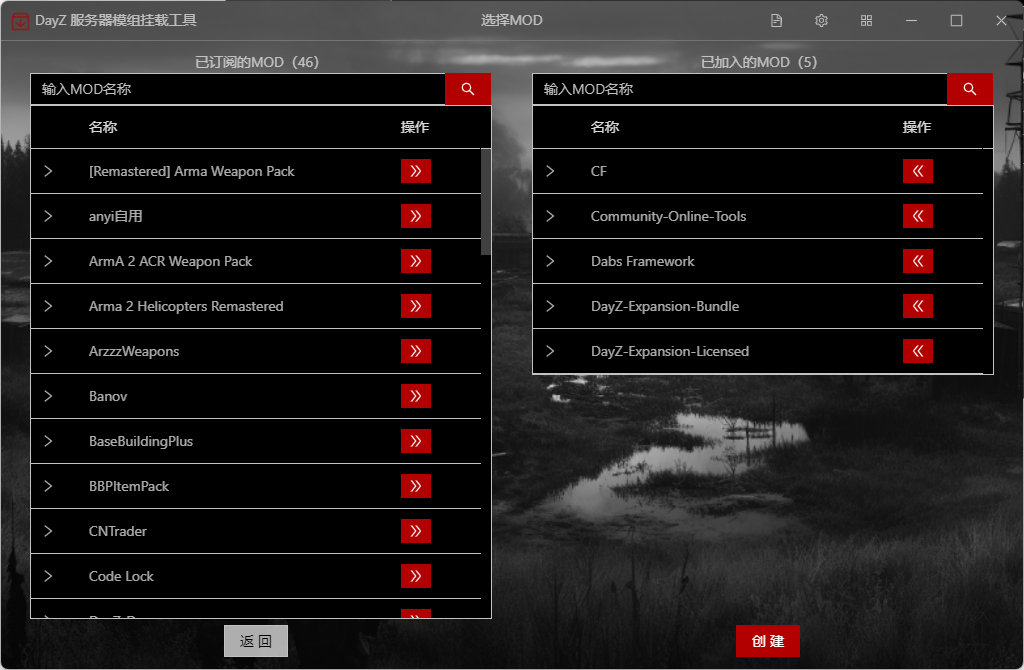 DayZ 服务器模组挂载工具
选择MOD
已订阅的MOD（46）
输入MOD名称
名称 操作
[Remastered] Arma Weapon Pack
anyi自用
ArmA 2 ACR Weapon Pack
Arma 2 Helicopters Remastered
ArzzzWeapons
Banov
BaseBuildingPlus
BBPItemPack
CNTrader
Code Lock
返 回
已加入的MOD（5）
输入MOD名称
名称 操作
CF
Community-Online-Tools
Dabs Framework
DayZ-Expansion-Bundle
DayZ-Expansion-Licensed
创 建